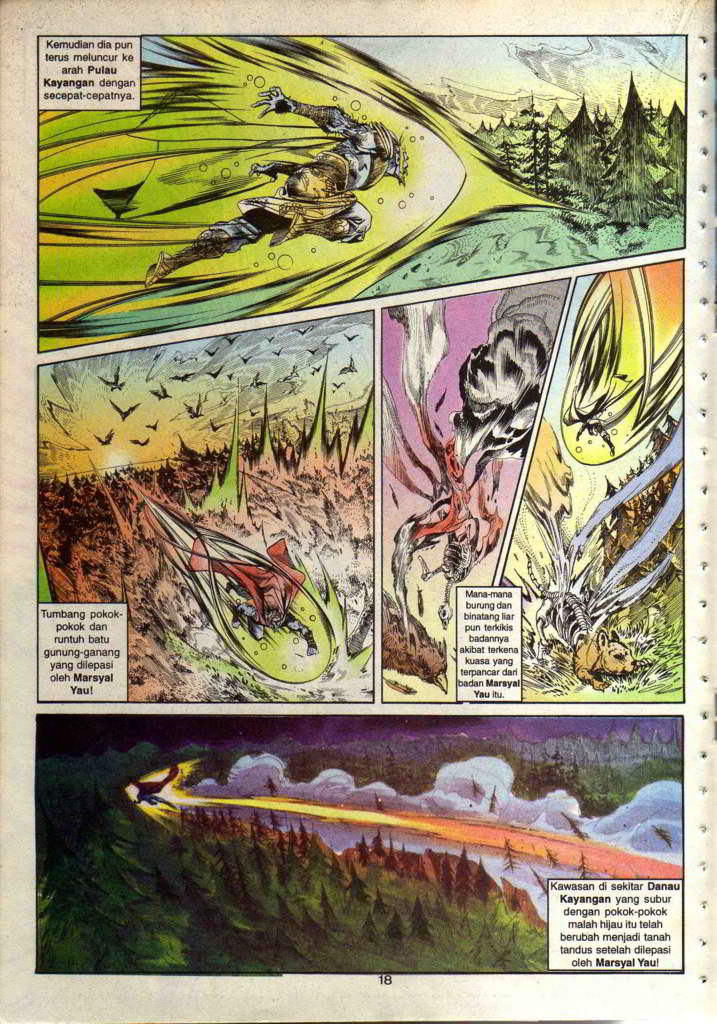 Kemudian dia pun
terus meluncur ke
arah Pulau
Kayangan dengan
secepat-cepatnya.
Tumbang pokok-
pokok dan
runtuh batu
gunung-ganang
yang dilepasi
oleh Marsyal
Yau!
Mana-mana
burung dan
binatang liar
pun terkikis
badannya
akibat terkena
kuasa yang
terpancar dari
badan Marsyal
Yau itu.
Kawasan di sekitar Danau
Kayangan yang subur
dengan pokok-pokok
malah hijau itu telah
berubah menjadi tanah
tandus setelah dilepasi
oleh Marsyal Yau!
18